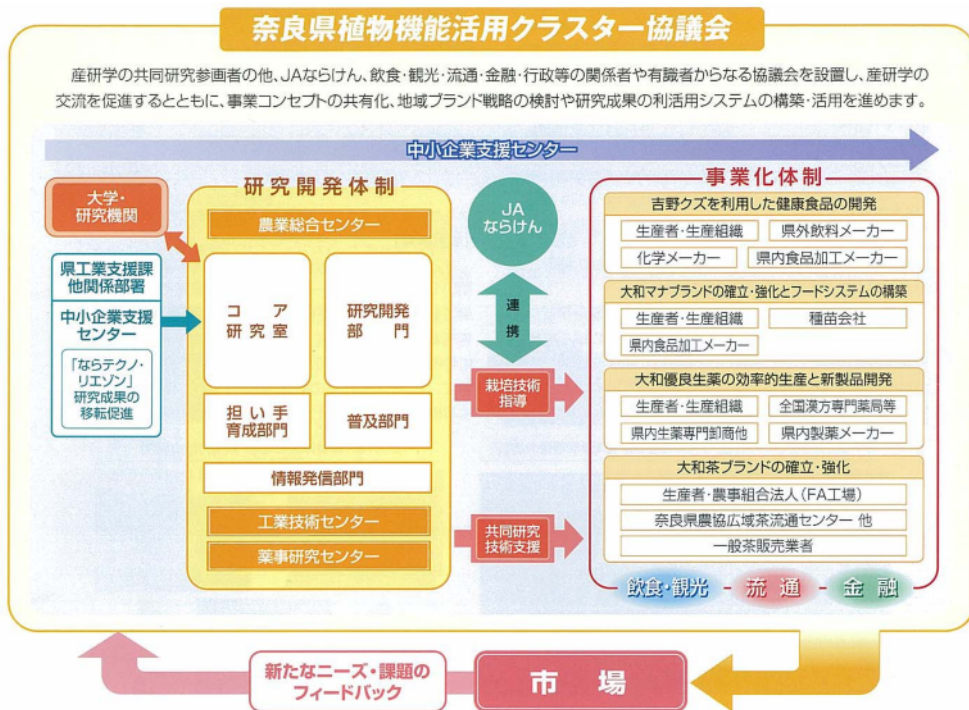 奈良県植物機能活用クラスター協議会
産研学の共同研究参画者の他、JAならけん、飲食・観光・流通・金融・行政等の関係者や有識者からなる協議会を設置し、産研学の
交流を促進するとともに、事業コンセプトの共有化、地域ブランド戦略の検討や研究成果の利活用システムの構築・活用を進めます。
中小企業支援センター
大学・
研究機関
県工業支援課
他関係部署
中小企業支援
センター
「ならテクノ・
リエゾン」
研究成果の
移転促進
研究開発体制
農業総合センター
コア
研究室
研究開発
部門
担い手
育成部門
普及部門
情報発信部門
工業技術センター
薬事研究センター
JA
ならけん
連
携
栽培技術
指導
共同研究
技術支援
事業化体制
吉野クズを利用した健康食品の開発
生産者・生産組織
県外飲料メーカー
化学メーカー
県内食品加工メーカー
大和マナブランドの確立・強化とフードシステムの構築
生産者・生産組織
種苗会社
県内食品加工メーカー
大和優良生薬の効率的生産と新製品開発
生産者・生産組織
全国漢方専門薬局等
県内生薬専門卸商他
県内製薬メーカー
大和茶ブランドの確立・強化
生産者・農事組合法人(FA工場)
奈良県農協広域茶流通センター 他
一般茶販売業者
飲食・観光
流通
金融
新たなニーズ・課題の
フィードバック
市場